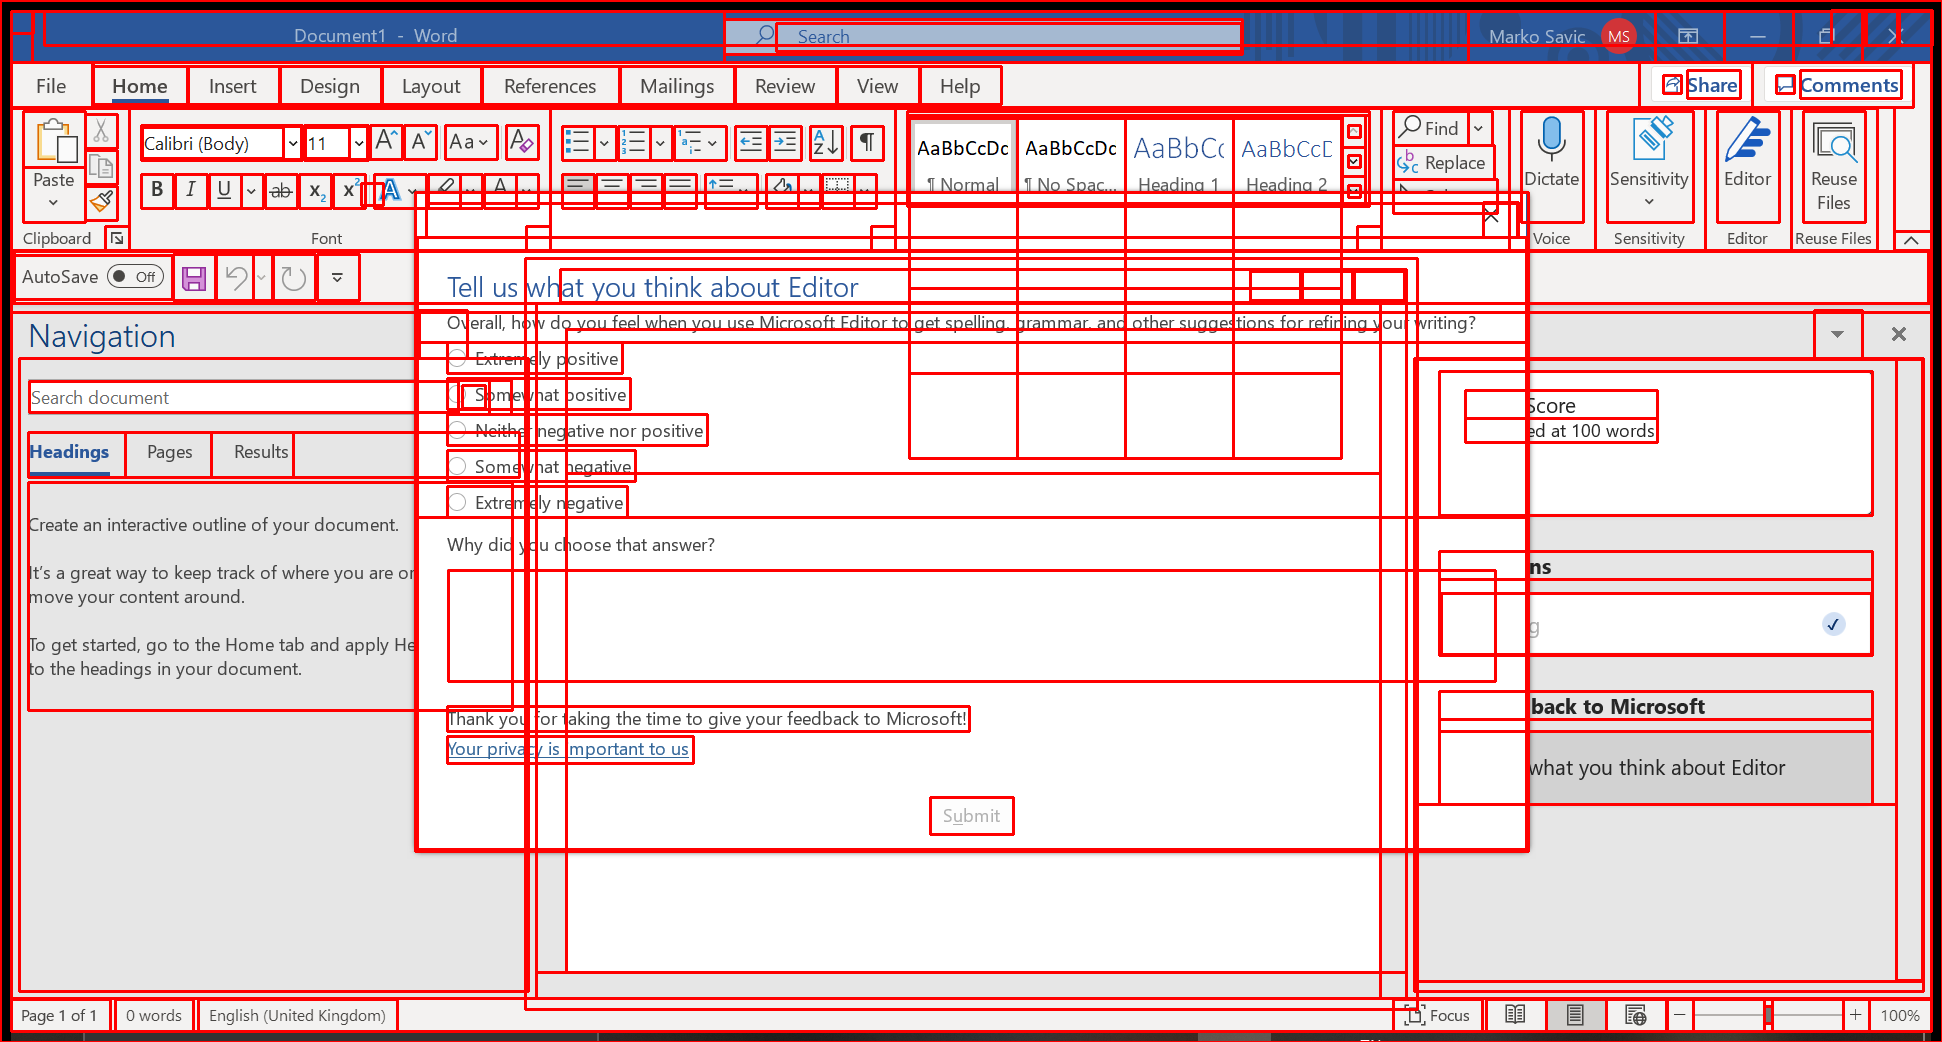 Document1 - Word
Search
Marko Savic
MS
File
Home
Insert
Design
Layout
References
Mailings
Review
View
Help
Share
Comments
Paste
Clipboard
Calibri (Body)
11
Aa
B I U ab x₂ x²
Font
AaBbCcDc
¶ Normal
AaBbCcDc
¶ No Spac...
AaBbCc
Heading 1
AaBbCcD
Heading 2
Find
Replace
Dictate
Voice
Sensitivity
Sensitivity
Editor
Editor
Reuse
Files
Reuse Files
AutoSave
Off
Navigation
Search document
Headings
Pages
Results
Create an interactive outline of your document.
It's a great way to keep track of where you are or
move your content around.
To get started, go to the Home tab and apply He
to the headings in your document.
Tell us what you think about Editor
Overall, how do you feel when you use Microsoft Editor to get spelling, grammar, and other suggestions for refining your writing?
Extremely positive
Somewhat positive
Neither negative nor positive
Somewhat negative
Extremely negative
Why did you choose that answer?
Thank you for taking the time to give your feedback to Microsoft!
Your privacy is important to us
Submit
Score
ed at 100 words
ns
g
back to Microsoft
what you think about Editor
Page 1 of 1
0 words
English (United Kingdom)
Focus
100%